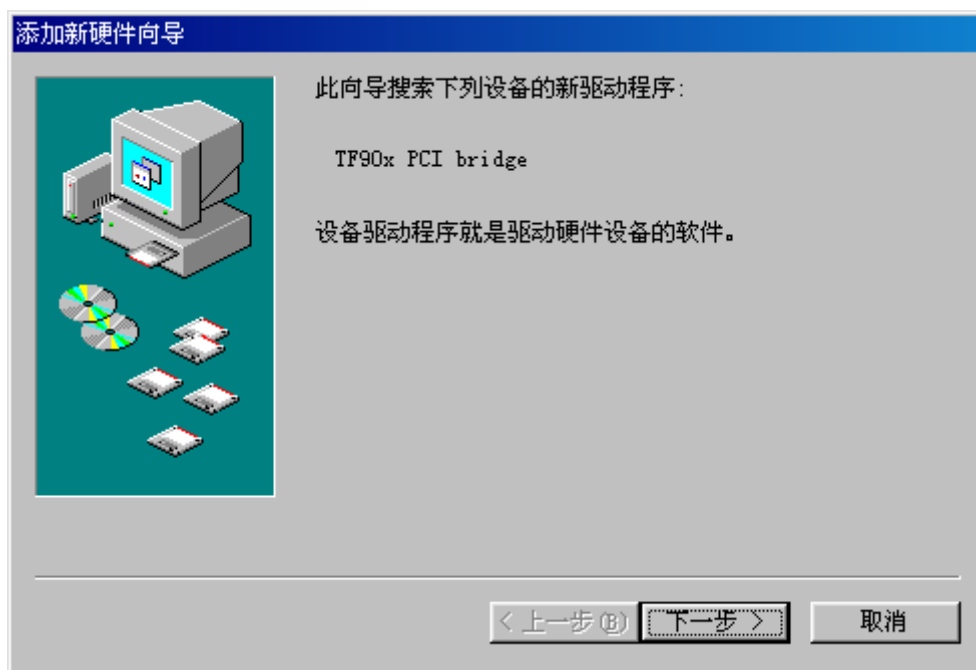 添加新硬件向导
此向导搜索下列设备的新驱动程序:
TF90x PCI bridge
设备驱动程序就是驱动硬件设备的软件。
< 上一步(B) 下一步 > 取消